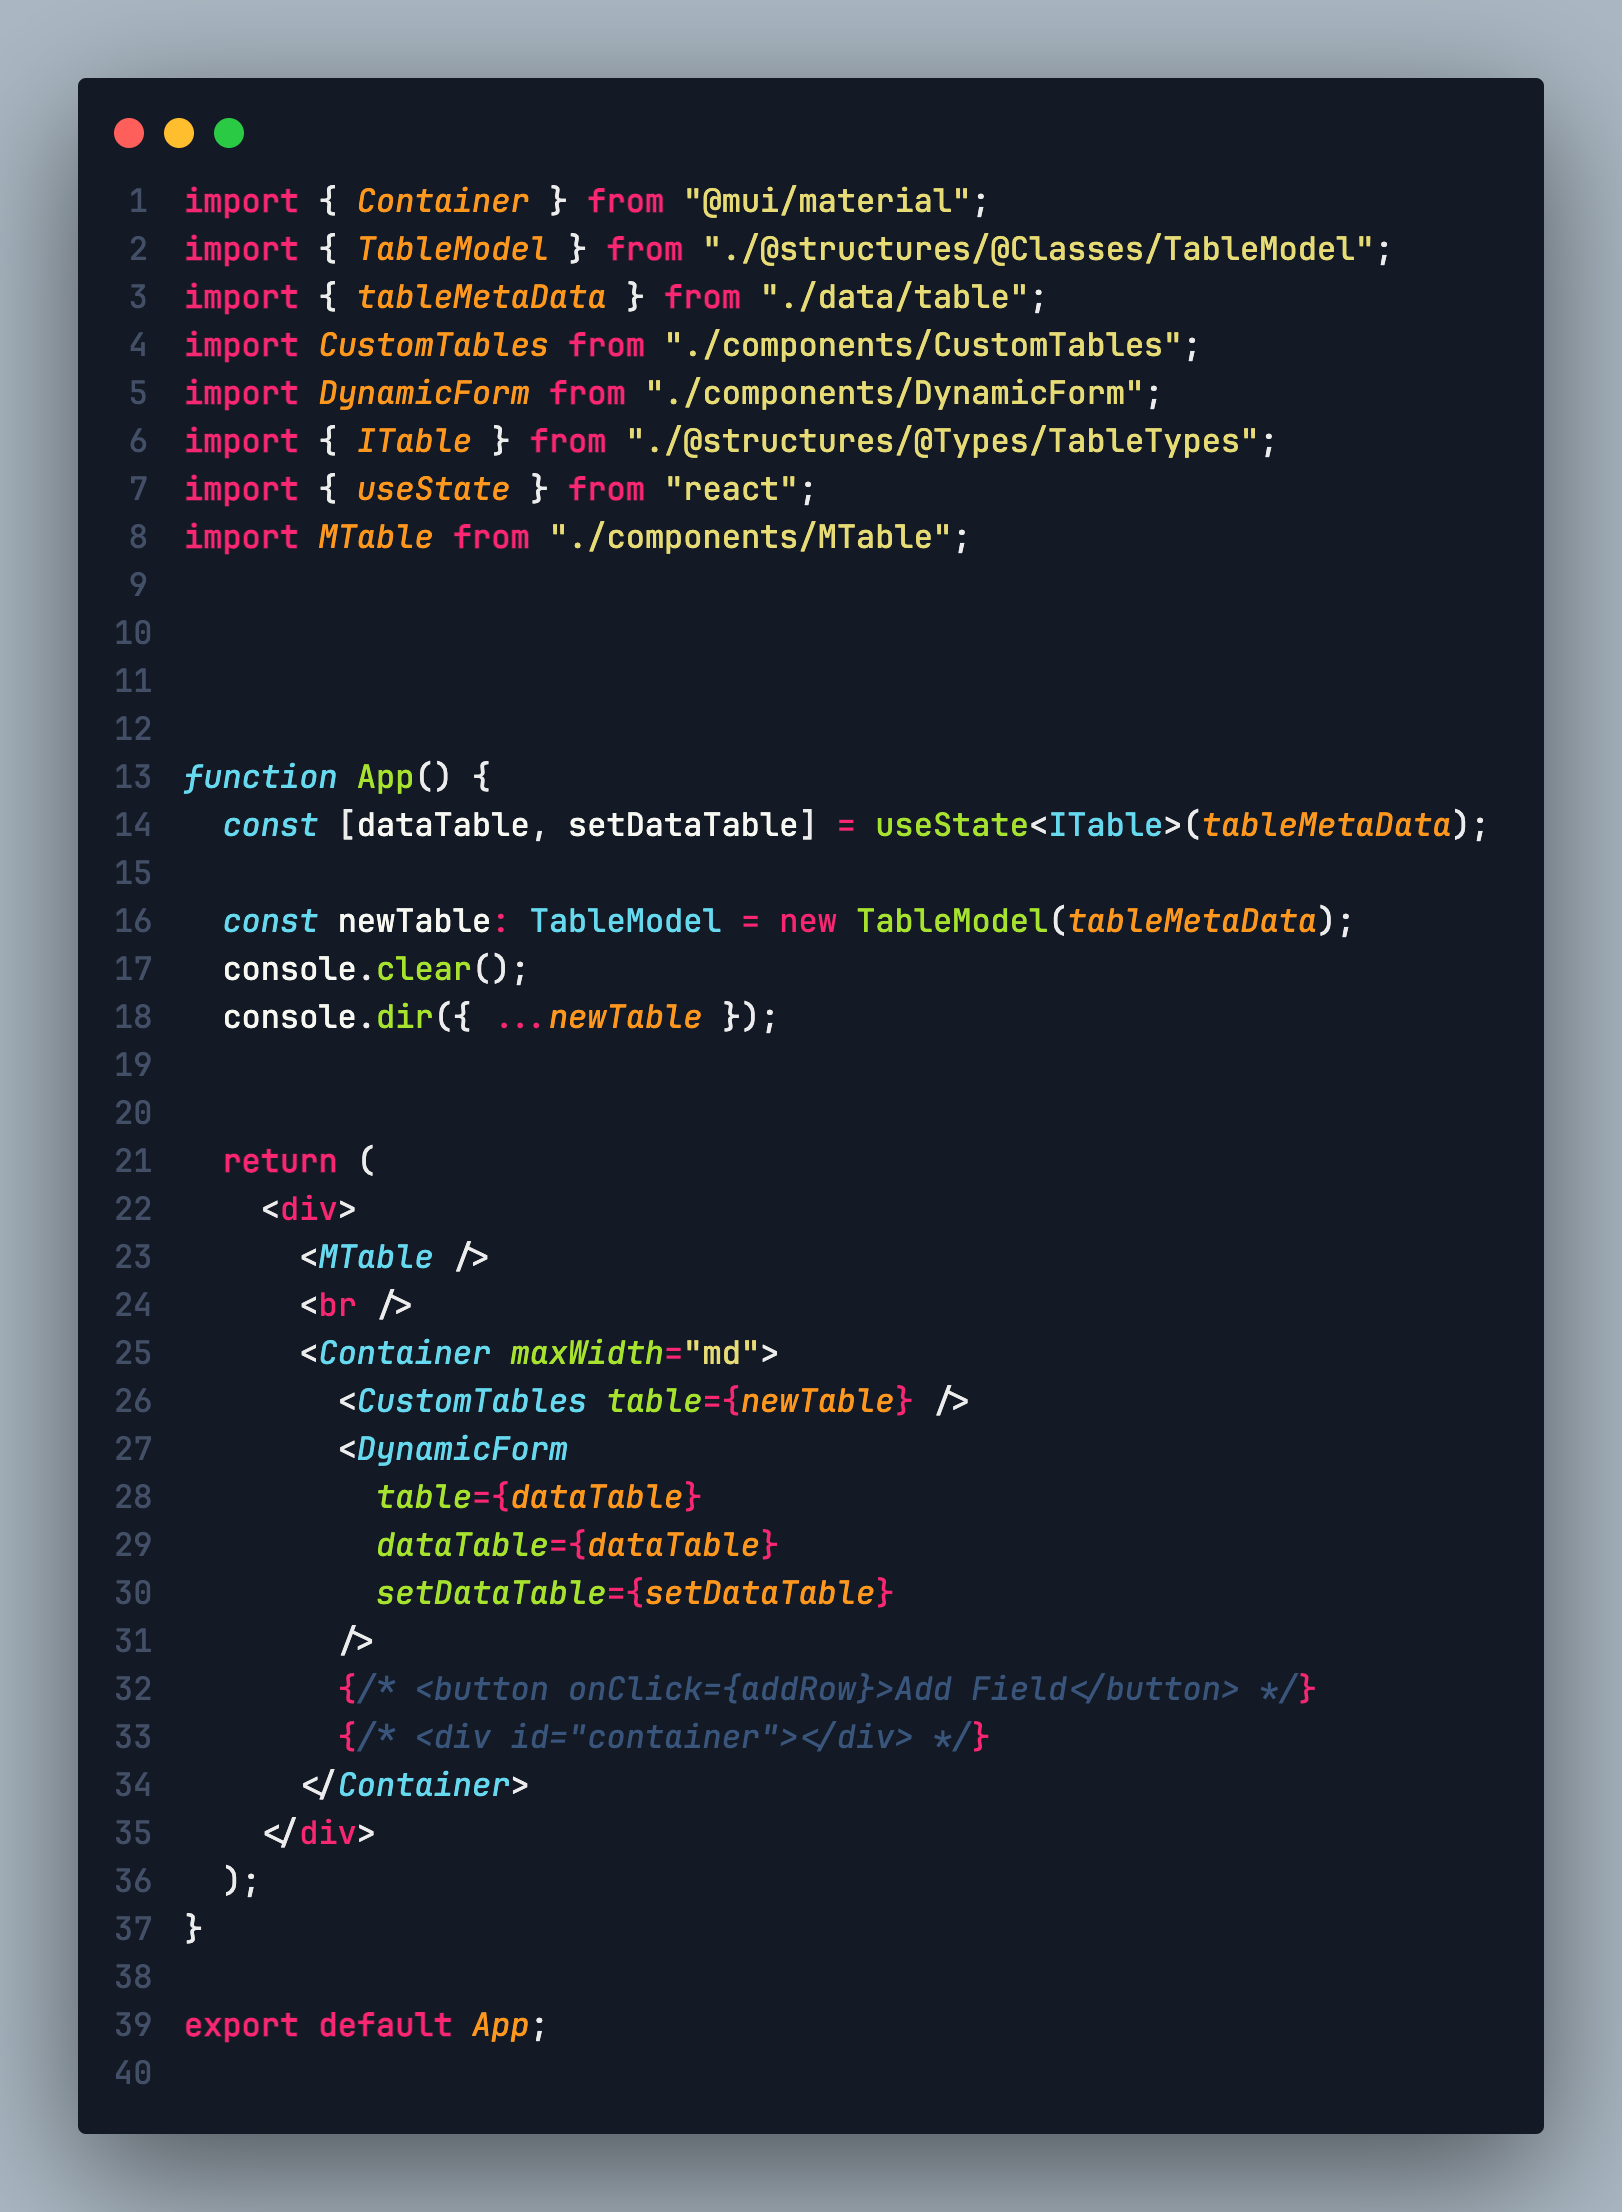 1 import { Container } from "@mui/material";
2 import { TableModel } from "./@structures/@Classes/TableModel";
3 import { tableMetaData } from "./data/table";
4 import CustomTables from "./components/CustomTables";
5 import DynamicForm from "./components/DynamicForm";
6 import { ITable } from "./@structures/@Types/TableTypes";
7 import { useState } from "react";
8 import MTable from "./components/MTable";
9
10
11
12
13 function App() {
14   const [dataTable, setDataTable] = useState<ITable>(tableMetaData);
15
16   const newTable: TableModel = new TableModel(tableMetaData);
17   console.clear();
18   console.dir({ ...newTable });
19
20
21   return (
22     <div>
23       <MTable />
24       <br />
25       <Container maxWidth="md">
26         <CustomTables table={newTable} />
27         <DynamicForm
28           table={dataTable}
29           dataTable={dataTable}
30           setDataTable={setDataTable}
31         />
32         {/* <button onClick={addRow}>Add Field</button> */}
33         {/* <div id="container"></div> */}
34       </Container>
35     </div>
36   );
37 }
38
39 export default App;
40